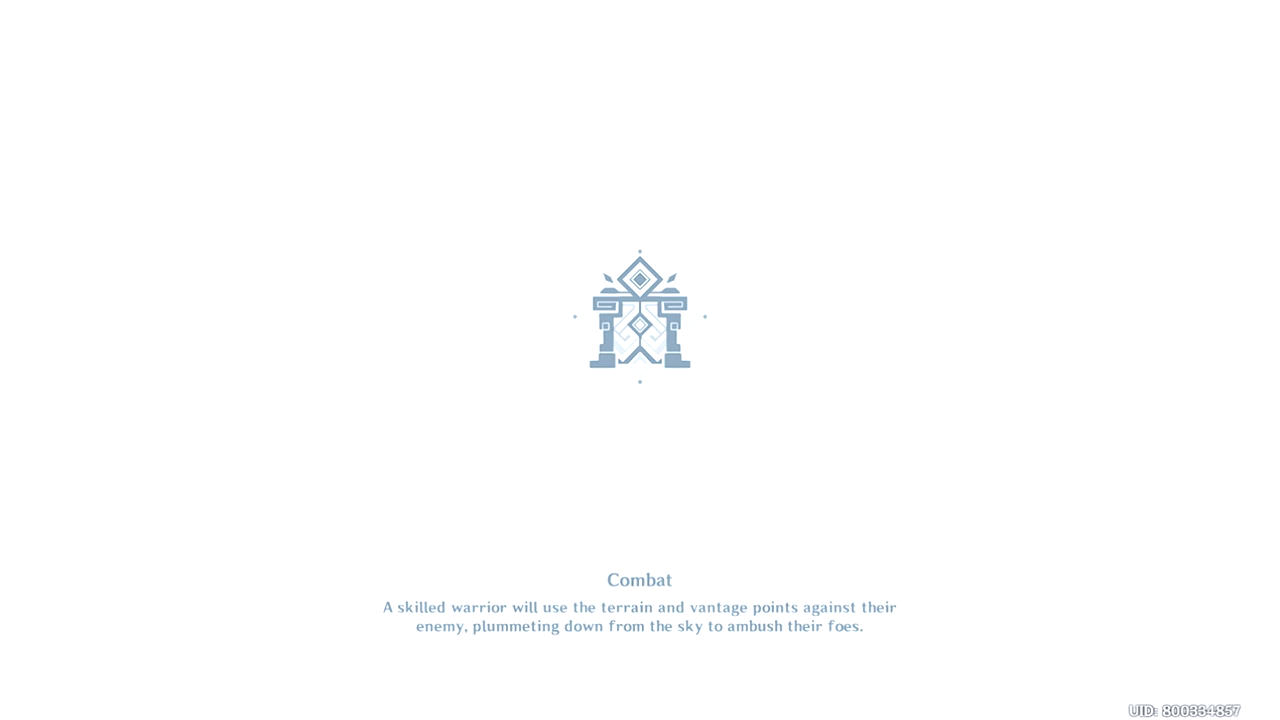 Combat
A skilled warrior will use the terrain and vantage points against their
enemy, plummeting down from the sky to ambush their foes.
UID: 800334857